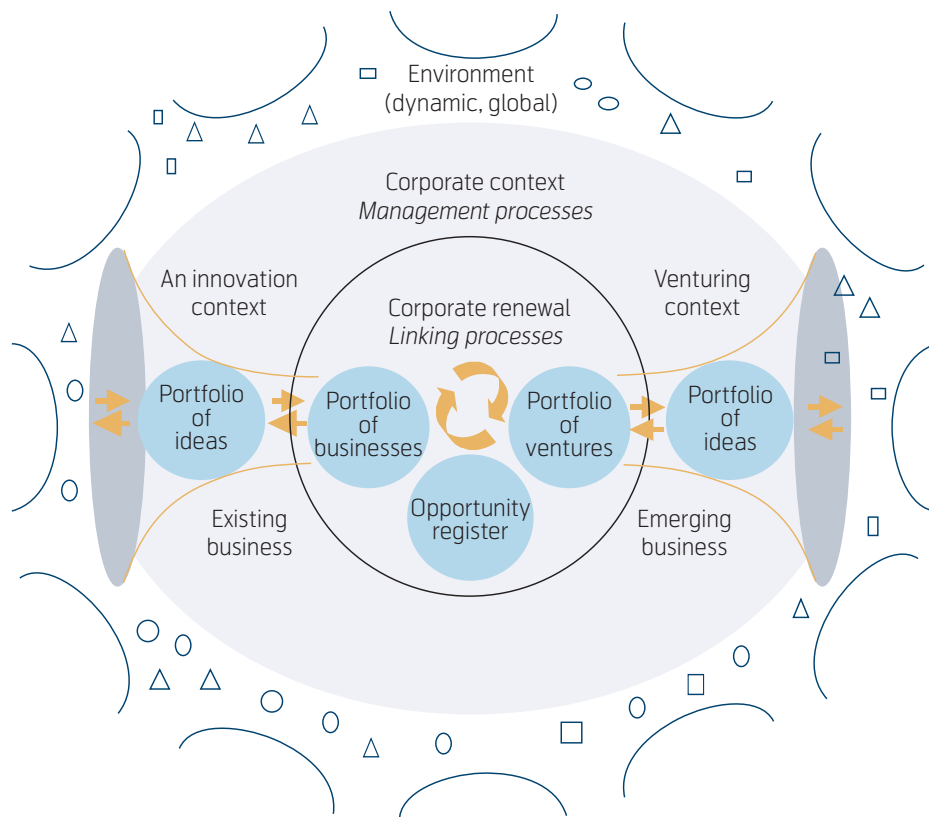 Environment
(dynamic, global)
Corporate context
Management processes
An innovation
context
Venturing
context
Corporate renewal
Linking processes
Portfolio
of
ideas
Portfolio
of
businesses
Portfolio
of
ventures
Portfolio
of
ideas
Opportunity
register
Existing
business
Emerging
business